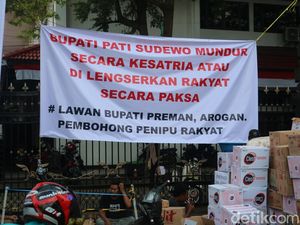 BUPATI PATI SUDEWO MUNDUR
SECARA KESATRIA ATAU
DI LENGSERKAN RAKYAT
SECARA PAKSA
# LAWAN BUPATI PREMAN, AROGAN.
PEMBOHONG PENIPU RAKYAT
detikcom